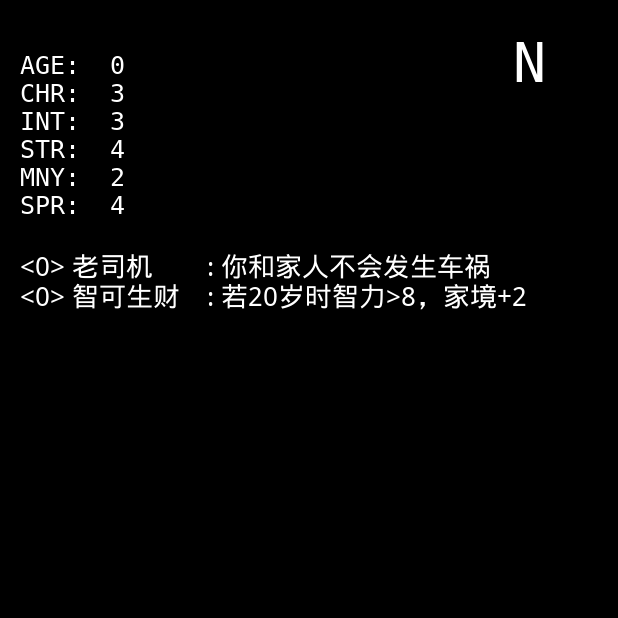 N
AGE: 0
CHR: 3
INT: 3
STR: 4
MNY: 2
SPR: 4
<0> 老司机 : 你和家人不会发生车祸
<0> 智可生财 : 若20岁时智力>8，家境+2